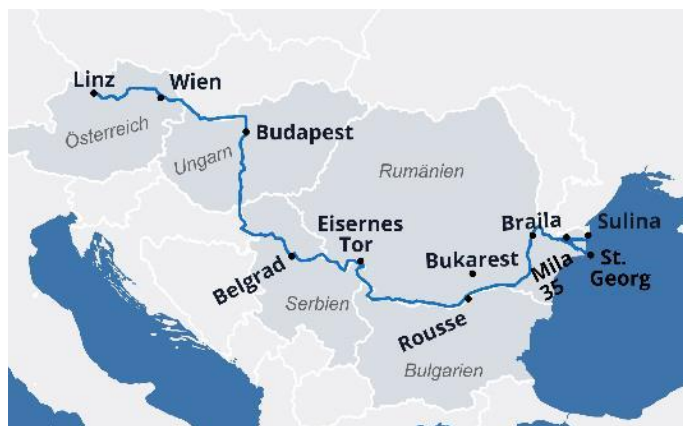 Linz
Wien
Österreich
Budapest
Ungarn
Rumänien
Eisernes
Tor
Braila
Sulina
Belgrad
Bukarest
Mila
35
St.
Georg
Serbien
Rousse
Bulgarien